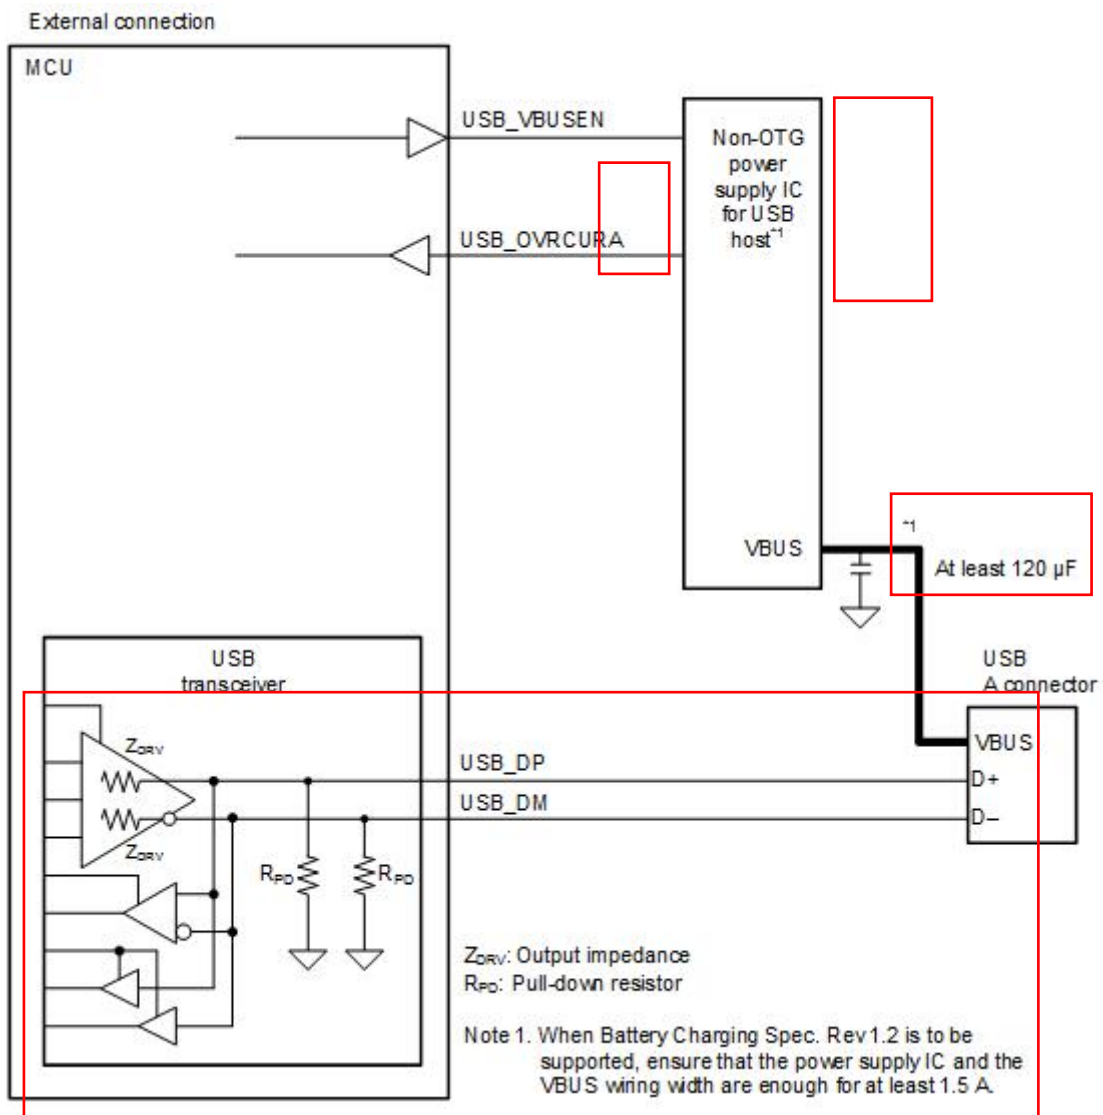 External connection
MCU
USB_VBUSEN
Non-OTG
power
supply IC
for USB
host*1
USB_OVRCURA
*1
VBUS
At least 120 µF
USB
transceiver
USB
A connector
ZDRV
VBUS
USB_DP
D+
USB_DM
D−
ZDRV
RPD
RPD
ZDRV: Output impedance
RPD: Pull-down resistor
Note 1. When Battery Charging Spec. Rev 1.2 is to be
supported, ensure that the power supply IC and the
VBUS wiring width are enough for at least 1.5 A.